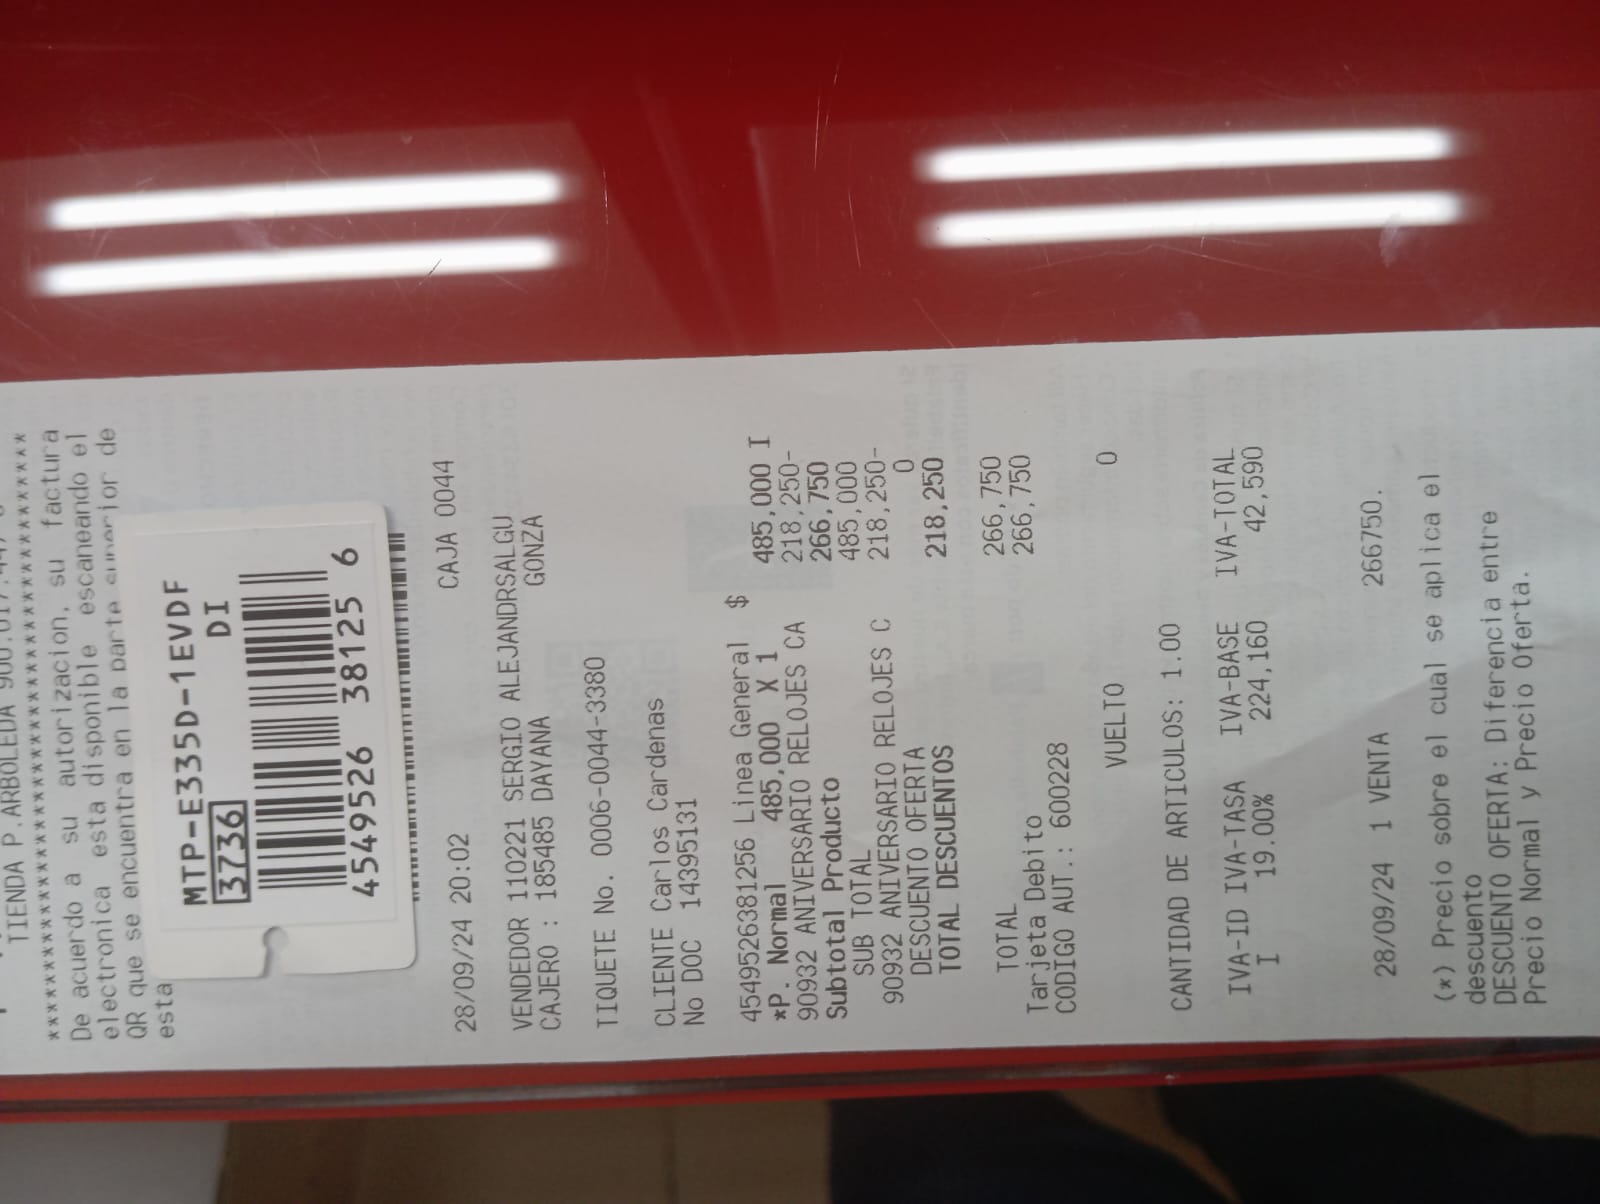 TIENDA P.ARBOLEDA 900.017.447
****************************************
De acuerdo a su autorizacion, su factura
electronica esta disponible escaneando el
QR que se encuentra en la parte superior de
esta
MTP-E335D-1EVDF
3736 DI
4549526 38125 6
28/09/24 20:02 CAJA 0044
VENDEDOR 110221 SERGIO ALEJANDRSALGU
CAJERO : 185485 DAYANA GONZA
TIQUETE No. 0006-0044-3380
CLIENTE Carlos Cardenas
No DOC 14395131
4549526381256 Linea General $
*P. Normal 485,000 X 1 485,000 I
90932 ANIVERSARIO RELOJES CA 218,250-
Subtotal Producto 266,750
SUB TOTAL 485,000
90932 ANIVERSARIO RELOJES C 218,250-
DESCUENTO OFERTA 0
TOTAL DESCUENTOS 218,250
TOTAL 266,750
Tarjeta Debito 266,750
CODIGO AUT.: 600228
VUELTO 0
CANTIDAD DE ARTICULOS: 1.00
IVA-ID IVA-TASA IVA-BASE IVA-TOTAL
I 19.00% 224,160 42,590
28/09/24 1 VENTA 266750.
(*) Precio sobre el cual se aplica el
descuento
DESCUENTO OFERTA: Diferencia entre
Precio Normal y Precio Oferta.